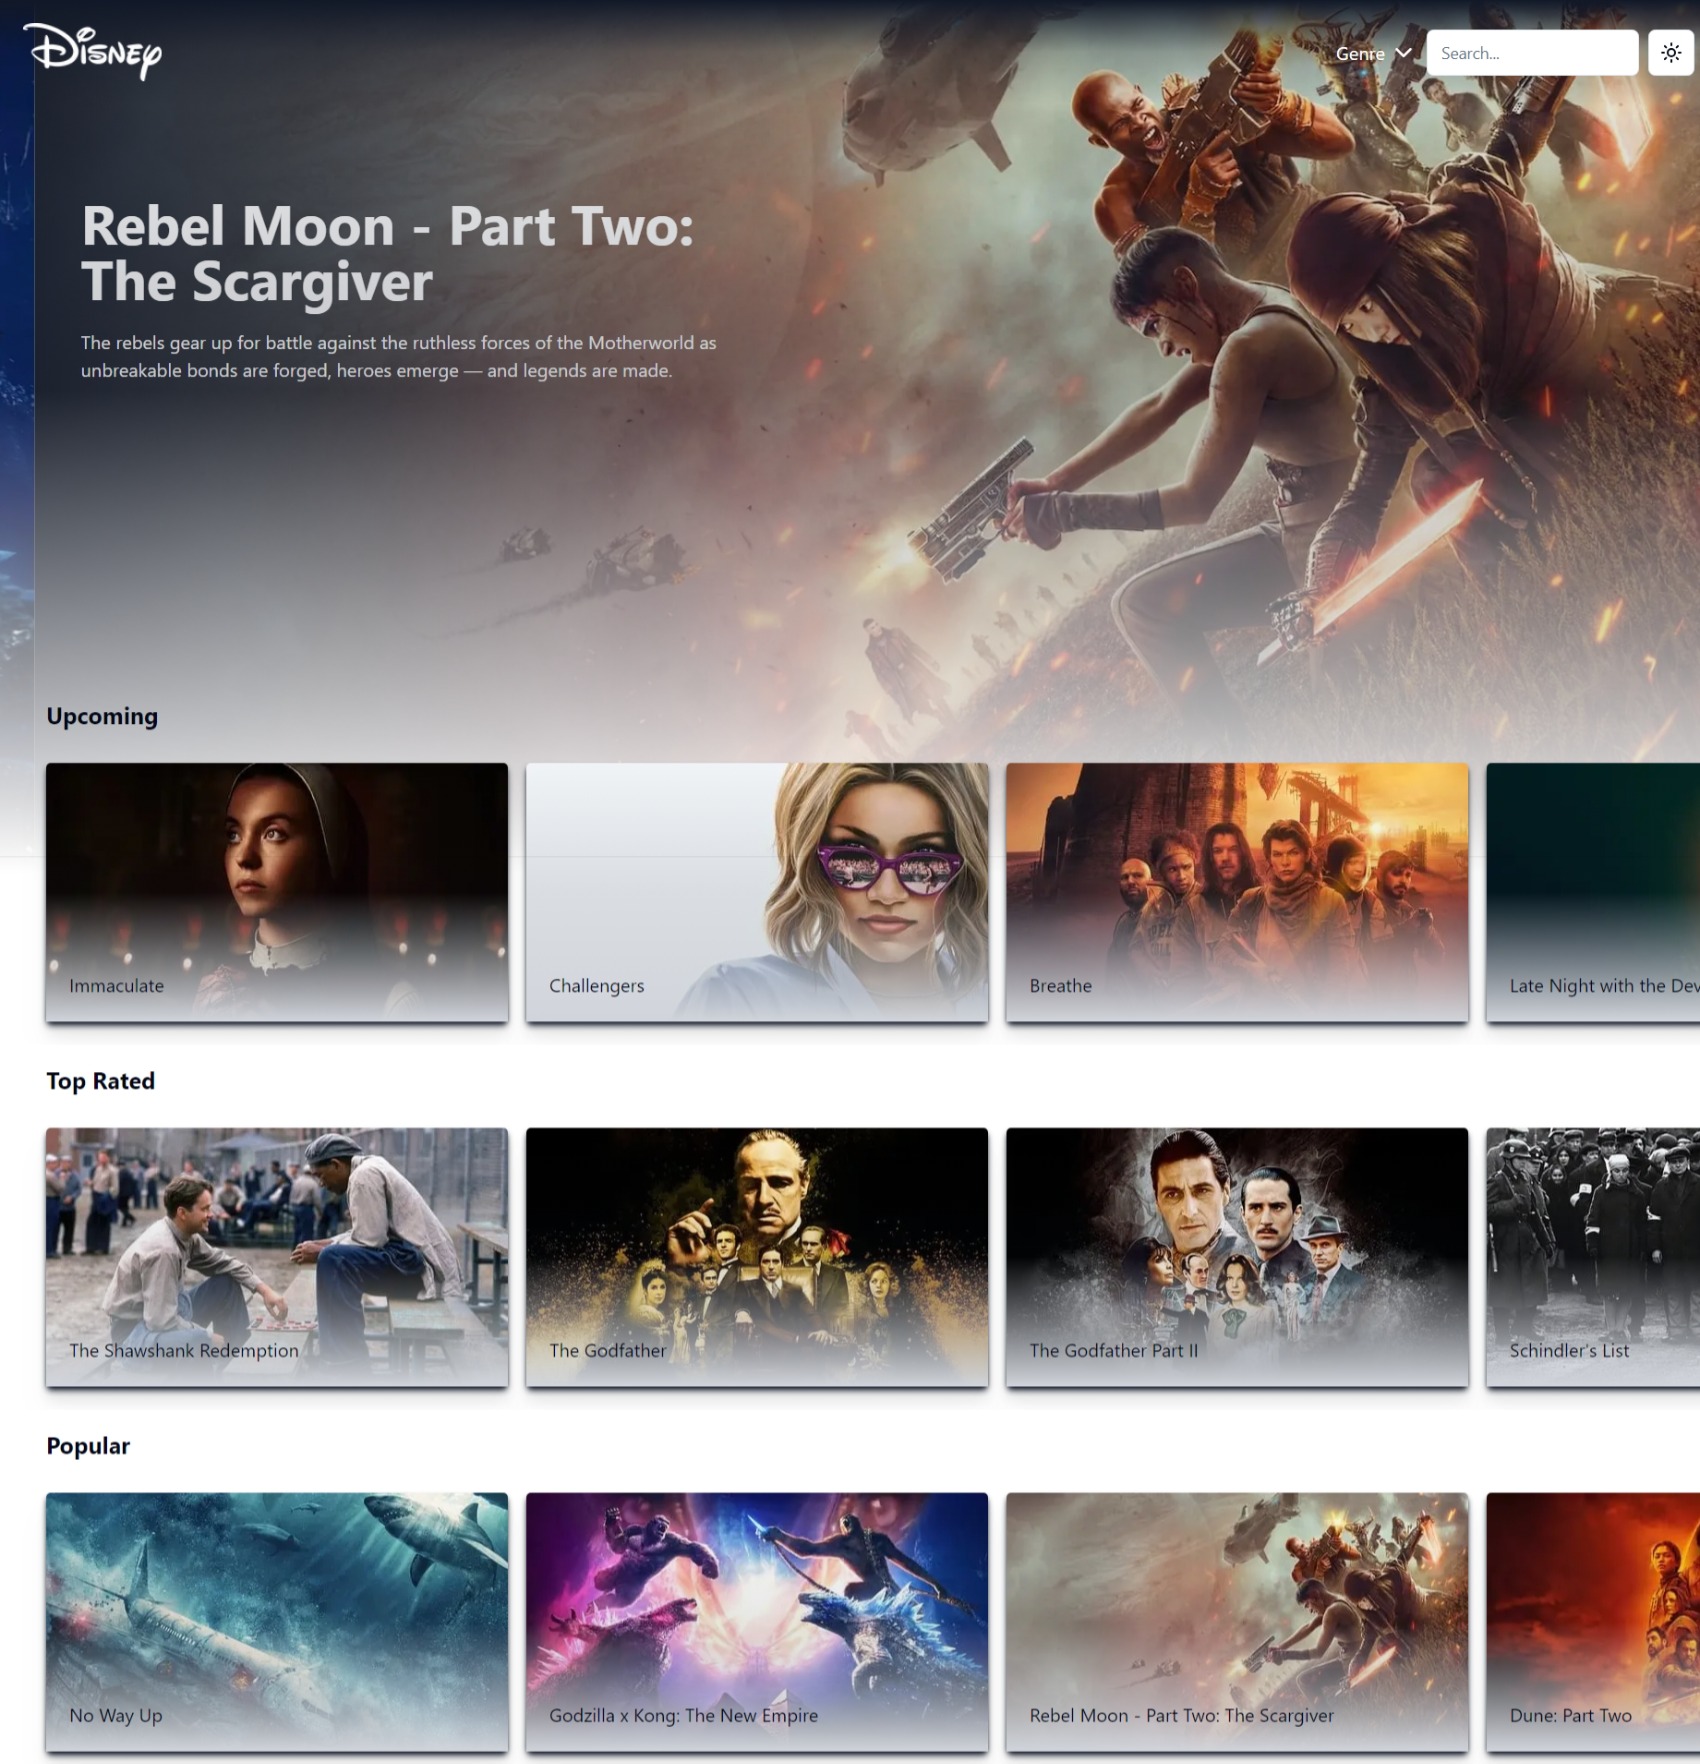 Disney
Genre
Search...
Rebel Moon - Part Two:
The Scargiver
The rebels gear up for battle against the ruthless forces of the Motherworld as
unbreakable bonds are forged, heroes emerge — and legends are made.
Upcoming
Immaculate
Challengers
Breathe
Late Night with the Dev
Top Rated
The Shawshank Redemption
The Godfather
The Godfather Part II
Schindler's List
Popular
No Way Up
Godzilla x Kong: The New Empire
Rebel Moon - Part Two: The Scargiver
Dune: Part Two